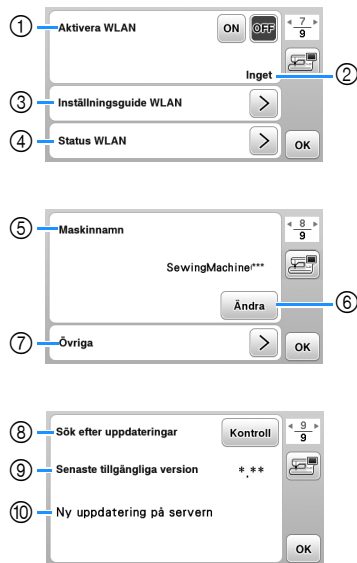 ① Aktivera WLAN ON OFF 7/9
Inget ②
③ Inställningsguide WLAN >
④ Status WLAN > OK
⑤ Maskinnamn 8/9
SewingMachine***
Ändra ⑥
⑦ Övriga > OK
⑧ Sök efter uppdateringar Kontroll 9/9
⑨ Senaste tillgängliga version *.**
⑩ Ny uppdatering på servern
OK